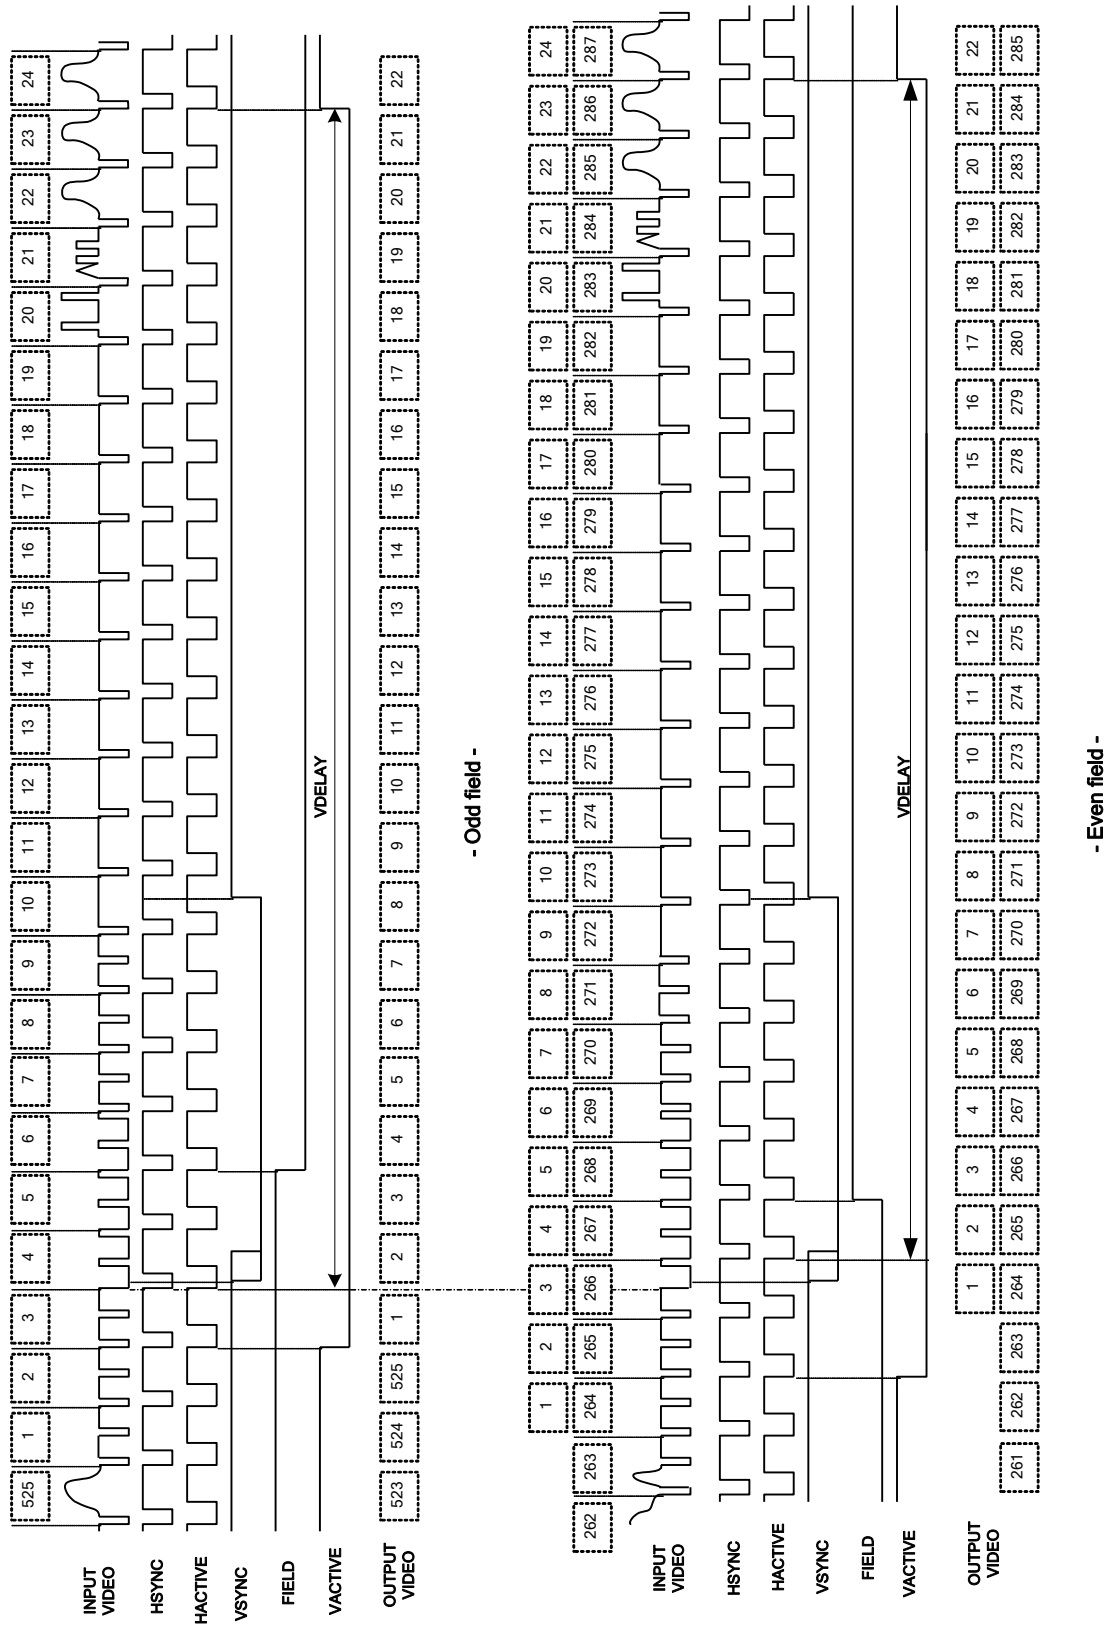 525 1 2 3 4 5 6 7 8 9 10 11 12 13 14 15 16 17 18 19 20 21 22 23 24
INPUT
VIDEO
HSYNC
HACTIVE
VSYNC
FIELD
VACTIVE
VDELAY
OUTPUT
VIDEO
523 524 525 1 2 3 4 5 6 7 8 9 10 11 12 13 14 15 16 17 18 19 20 21 22
- Odd field -
1 2 3 4 5 6 7 8 9 10 11 12 13 14 15 16 17 18 19 20 21 22 23 24
262 263 264 265 266 267 268 269 270 271 272 273 274 275 276 277 278 279 280 281 282 283 284 285 286 287
INPUT
VIDEO
HSYNC
HACTIVE
VSYNC
FIELD
VACTIVE
VDELAY
OUTPUT
VIDEO
1 2 3 4 5 6 7 8 9 10 11 12 13 14 15 16 17 18 19 20 21 22
261 262 263 264 265 266 267 268 269 270 271 272 273 274 275 276 277 278 279 280 281 282 283 284 285
- Even field -